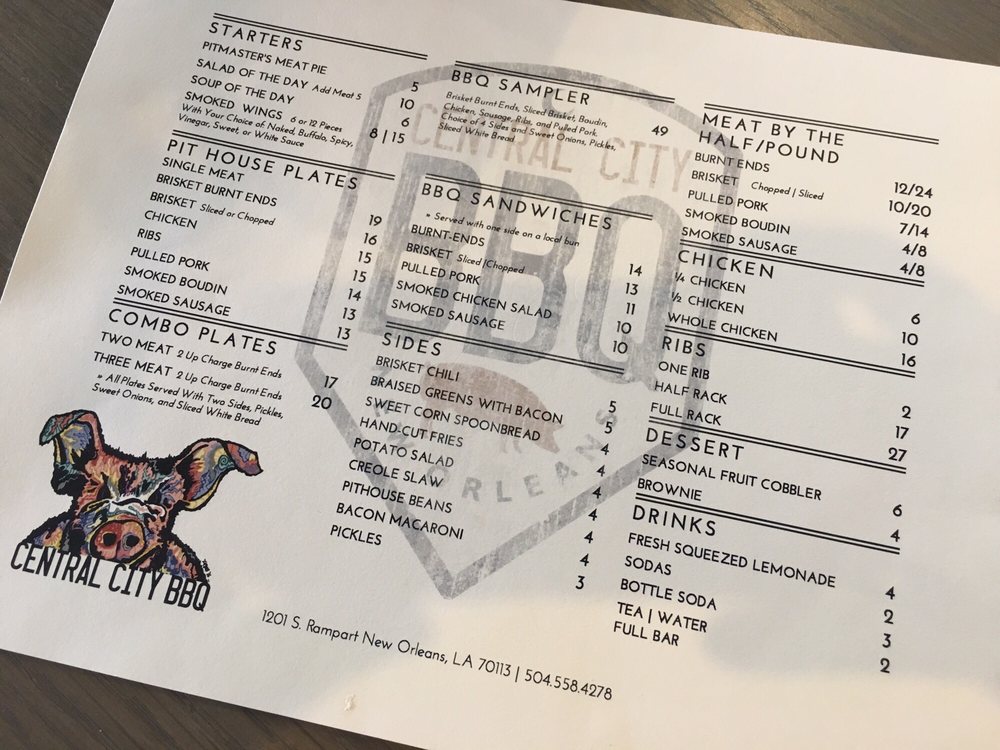 STARTERS
PITMASTER'S MEAT PIE 5
SALAD OF THE DAY Add Meat 5 10
SOUP OF THE DAY 6
SMOKED WINGS 6 or 12 Pieces 8 | 15
With Your Choice of Naked, Buffalo, Spicy,
Vinegar, Sweet, or White Sauce
PIT HOUSE PLATES
SINGLE MEAT
BRISKET BURNT ENDS 19
BRISKET Sliced or Chopped 16
CHICKEN 15
RIBS 15
PULLED PORK 14
SMOKED BOUDIN 13
SMOKED SAUSAGE 13
COMBO PLATES
TWO MEAT 2 Up Charge Burnt Ends 17
THREE MEAT 2 Up Charge Burnt Ends 20
» All Plates Served With Two Sides, Pickles,
Sweet Onions, and Sliced White Bread
CENTRAL CITY BBQ
BBQ SAMPLER
Brisket Burnt Ends, Sliced Brisket, Boudin,
Chicken, Sausage, Ribs, and Pulled Pork. 49
Choice of 4 Sides and Sweet Onions, Pickles,
Sliced White Bread
BBQ SANDWICHES
» Served with one side on a local bun
BURNT-ENDS 14
BRISKET Sliced |Chopped 13
PULLED PORK 11
SMOKED CHICKEN SALAD 10
SMOKED SAUSAGE 10
SIDES
BRISKET CHILI 5
BRAISED GREENS WITH BACON 5
SWEET CORN SPOONBREAD 4
HAND-CUT FRIES 4
POTATO SALAD 4
CREOLE SLAW 4
PITHOUSE BEANS 4
BACON MACARONI 4
PICKLES 3
MEAT BY THE
HALF/POUND
BURNT ENDS 12/24
BRISKET Chopped | Sliced 10/20
PULLED PORK 7/14
SMOKED BOUDIN 4/8
SMOKED SAUSAGE 4/8
CHICKEN
¼ CHICKEN 6
½ CHICKEN 10
WHOLE CHICKEN 16
RIBS
ONE RIB 2
HALF RACK 17
FULL RACK 27
DESSERT
SEASONAL FRUIT COBBLER 6
BROWNIE 4
DRINKS
FRESH SQUEEZED LEMONADE 4
SODAS 2
BOTTLE SODA 3
TEA | WATER 2
FULL BAR
CENTRAL CITY
BBQ
NEW ORLEANS
1201 S. Rampart New Orleans, LA 70113 | 504.558.4278